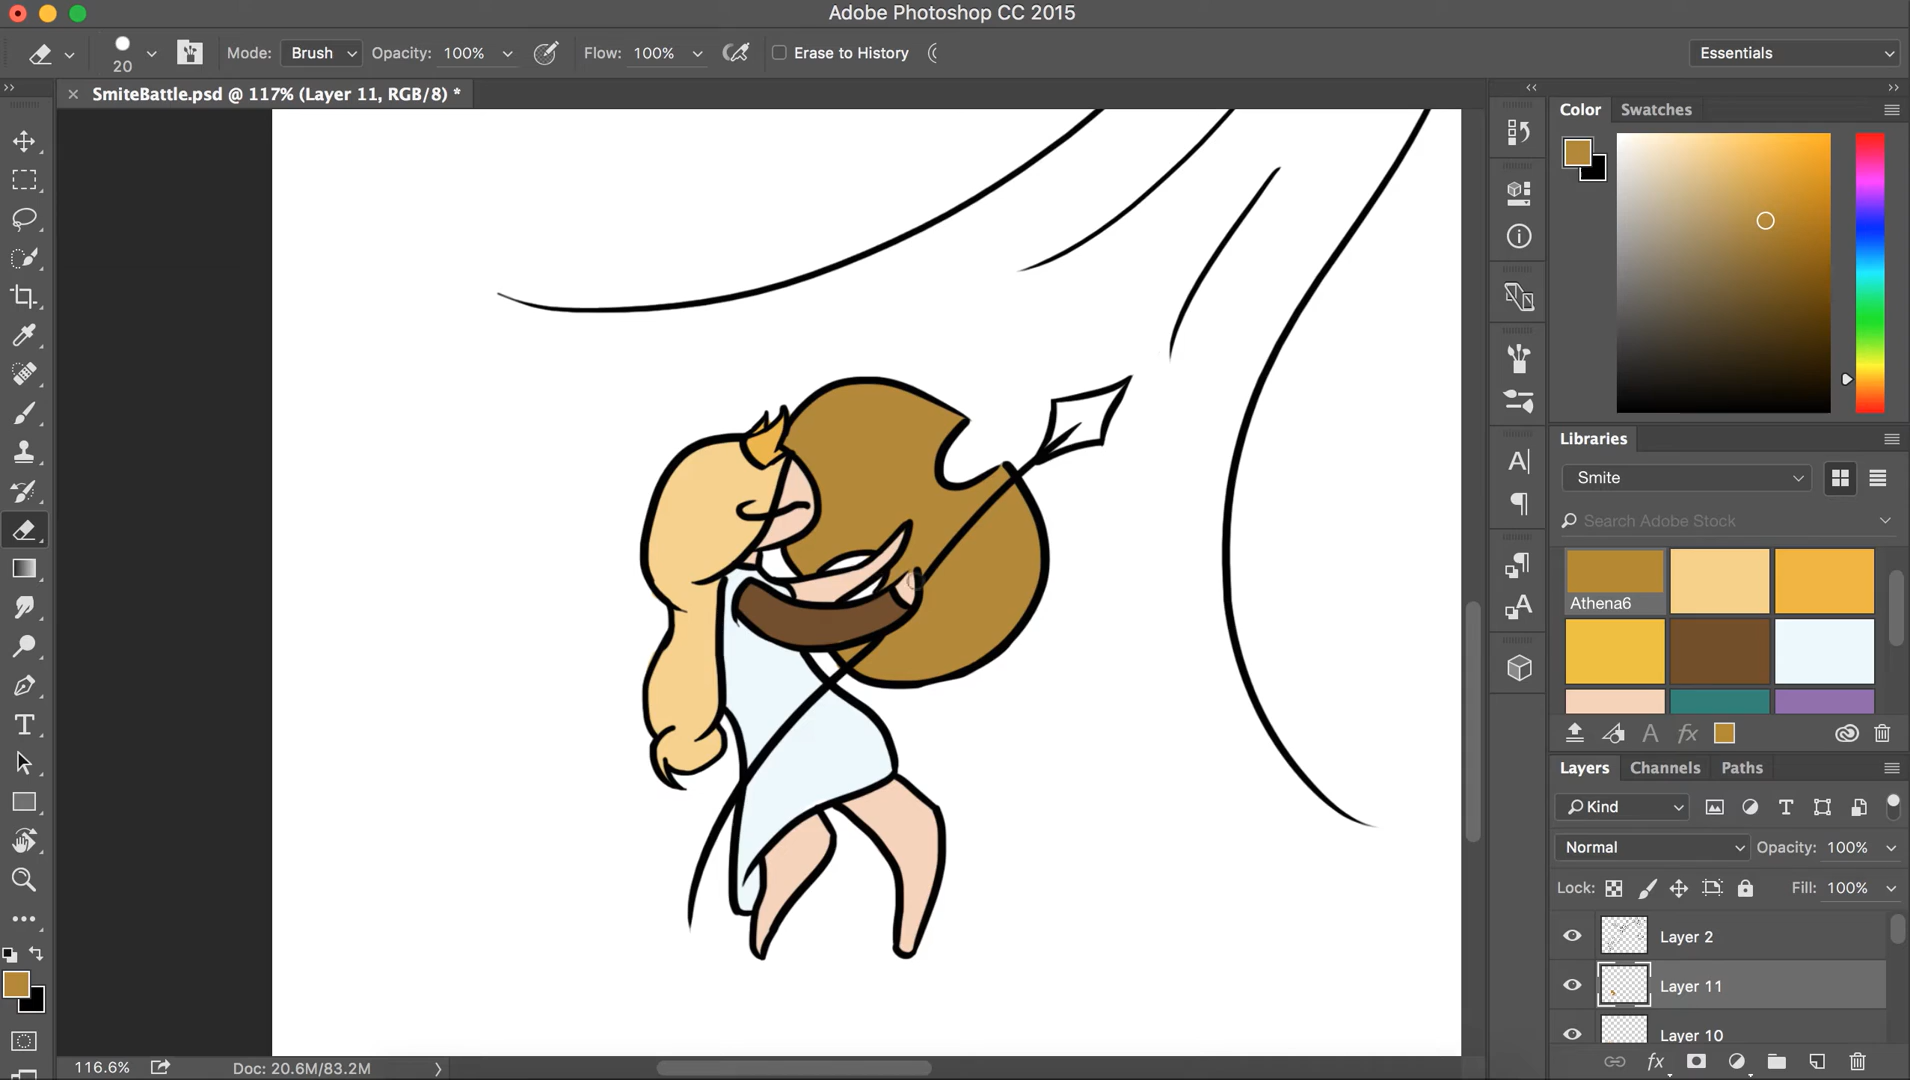 Adobe Photoshop CC 2015
20
Mode: Brush Opacity: 100% Flow: 100% Erase to History Essentials
SmiteBattle.psd @ 117% (Layer 11, RGB/8) *
Color Swatches
Libraries
Smite
Search Adobe Stock
Athena6
Layers Channels Paths
Kind
Normal Opacity: 100%
Lock: Fill: 100%
Layer 2
Layer 11
Layer 10
116.6% Doc: 20.6M/83.2M